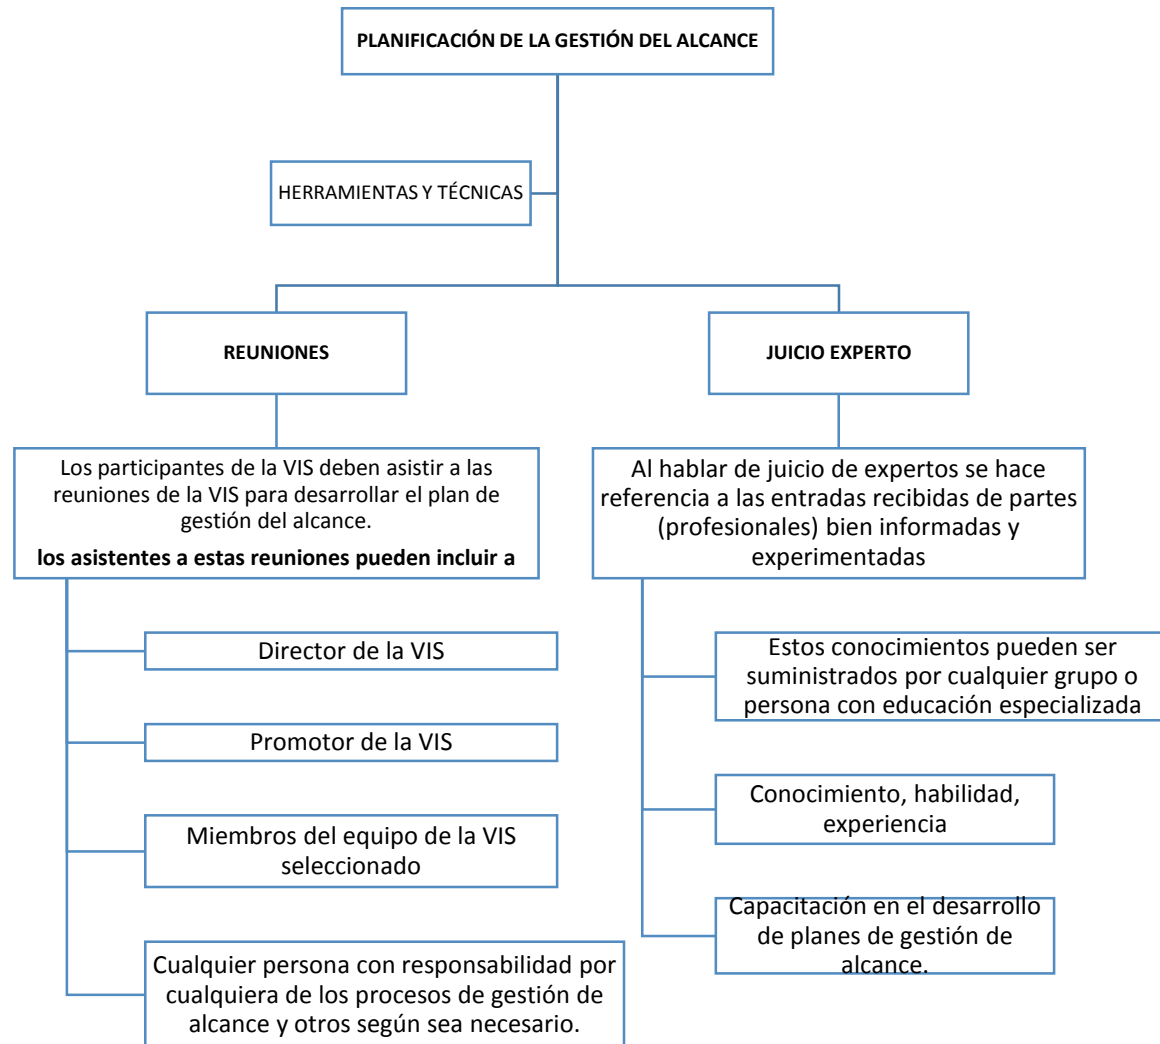 PLANIFICACIÓN DE LA GESTIÓN DEL ALCANCE
HERRAMIENTAS Y TÉCNICAS
REUNIONES
Los participantes de la VIS deben asistir a las
reuniones de la VIS para desarrollar el plan de
gestión del alcance.
los asistentes a estas reuniones pueden incluir a
Director de la VIS
Promotor de la VIS
Miembros del equipo de la VIS
seleccionado
Cualquier persona con responsabilidad por
cualquiera de los procesos de gestión de
alcance y otros según sea necesario.
JUICIO EXPERTO
Al hablar de juicio de expertos se hace
referencia a las entradas recibidas de partes
(profesionales) bien informadas y
experimentadas
Estos conocimientos pueden ser
suministrados por cualquier grupo o
persona con educación especializada
Conocimiento, habilidad,
experiencia
Capacitación en el desarrollo
de planes de gestión de
alcance.